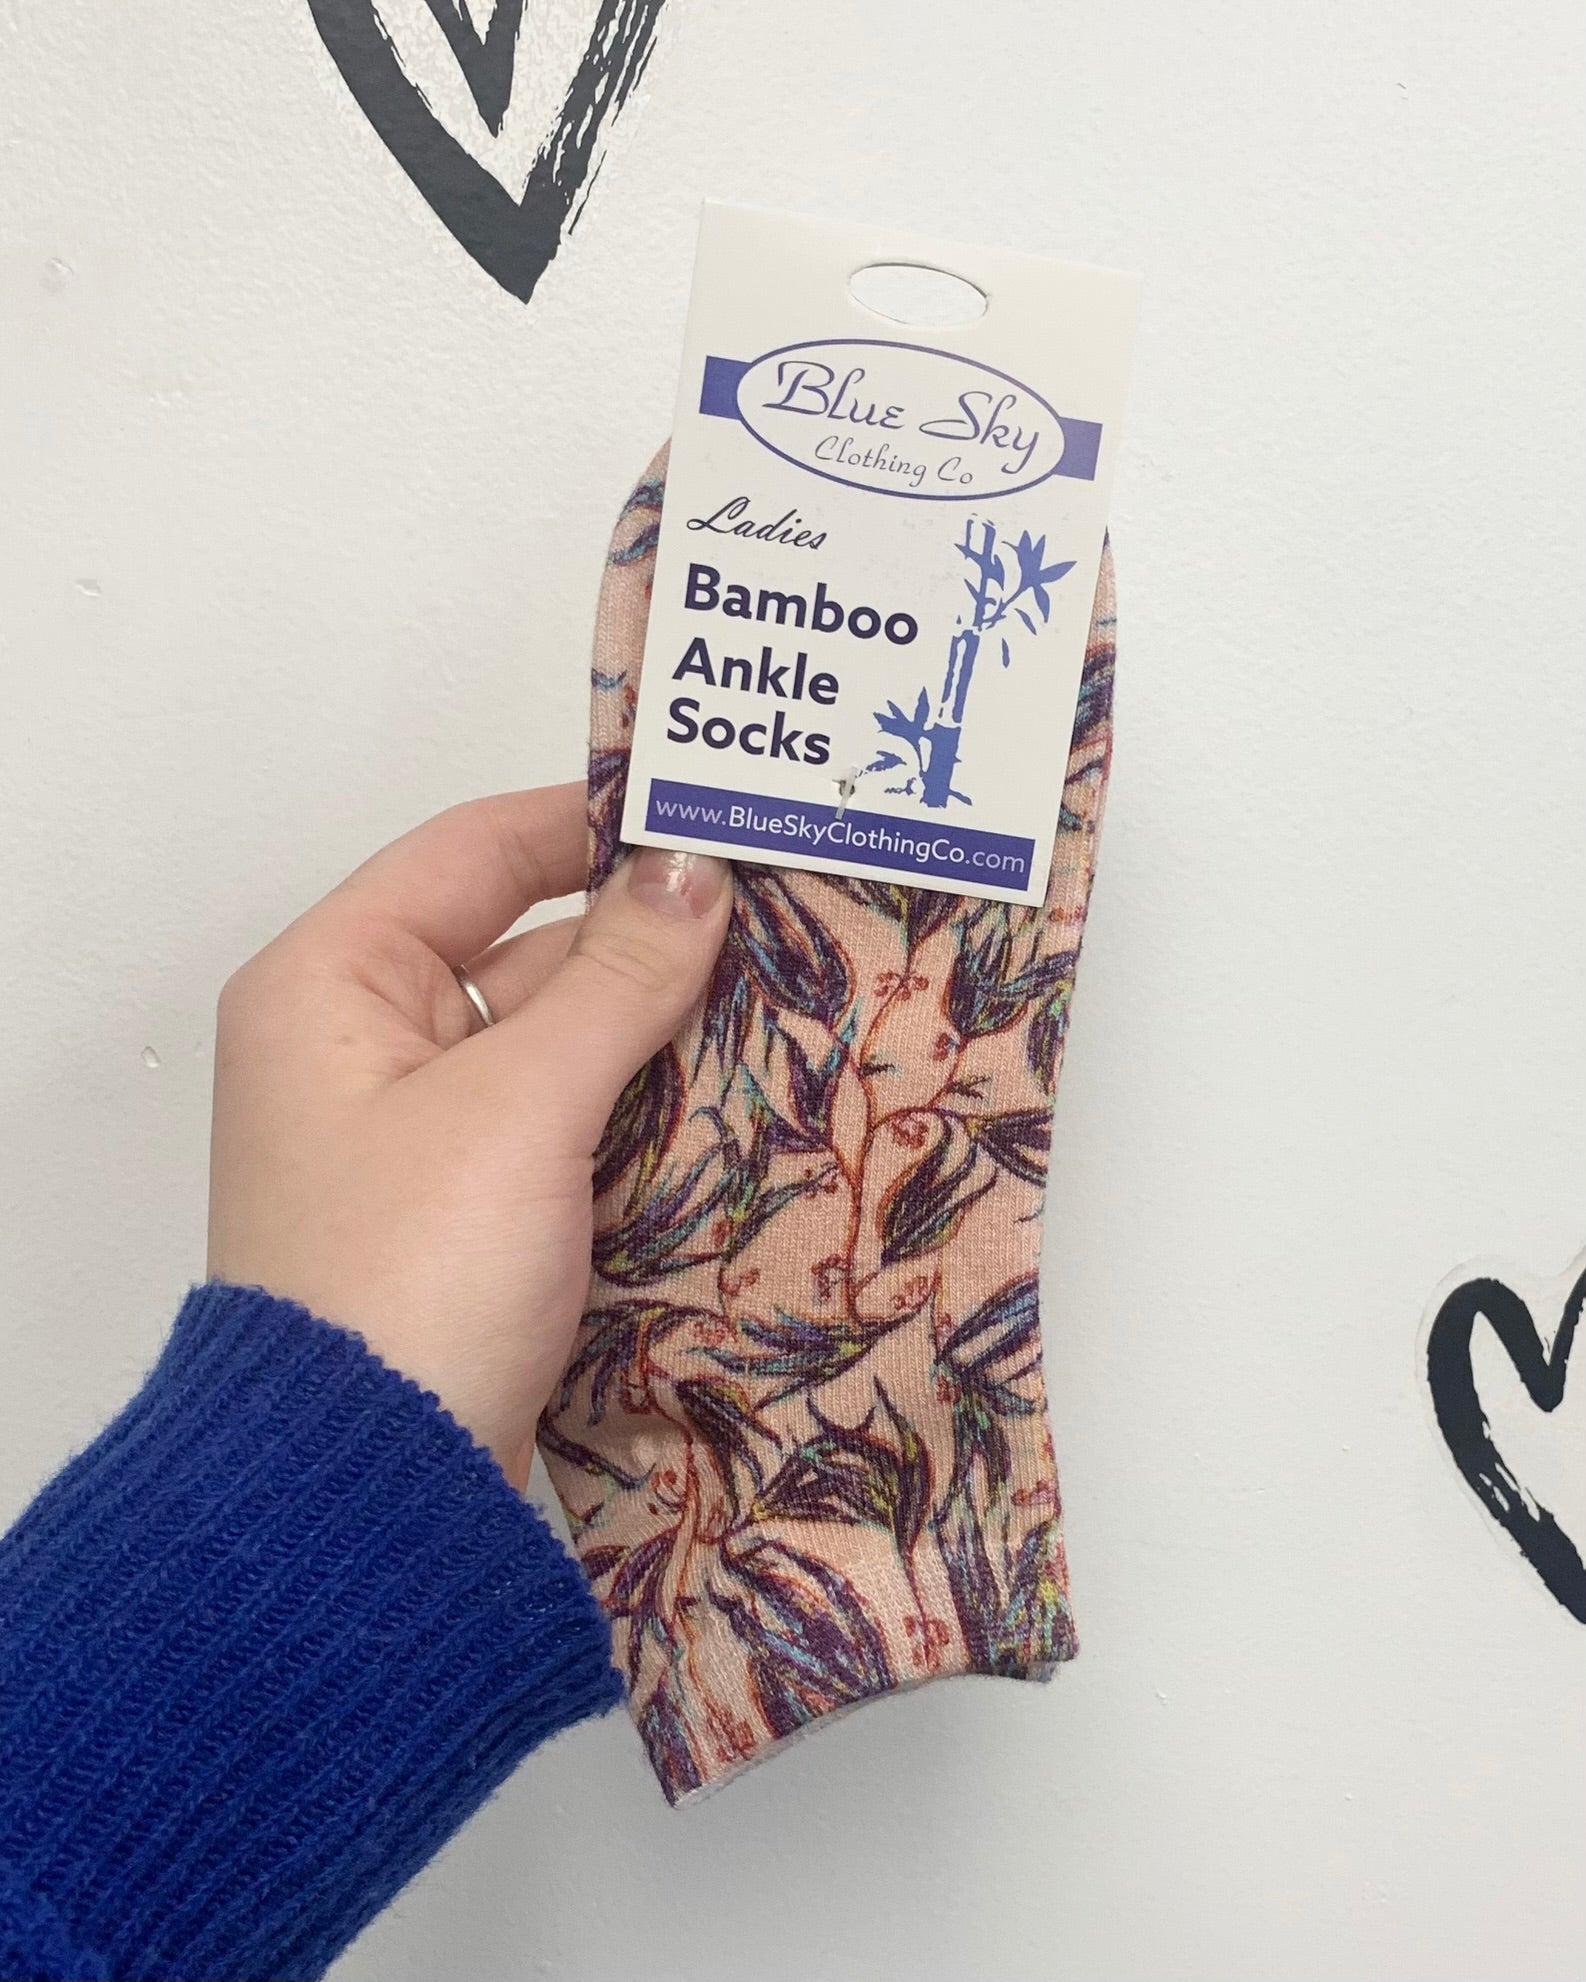 Blue Sky
Clothing Co
Ladies
Bamboo
Ankle
Socks
www.BlueSkyClothingCo.com